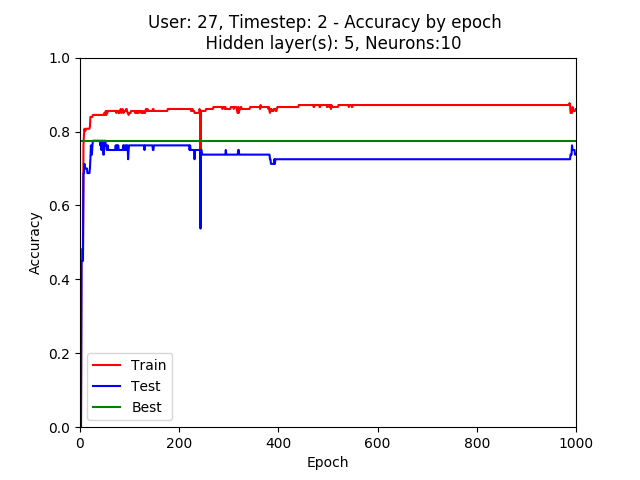 User: 27, Timestep: 2 - Accuracy by epoch
Hidden layer(s): 5, Neurons:10
1.0
0.8
0.6
0.4
0.2
0.0
Accuracy
Train
Test
Best
0 200 400 600 800 1000
Epoch